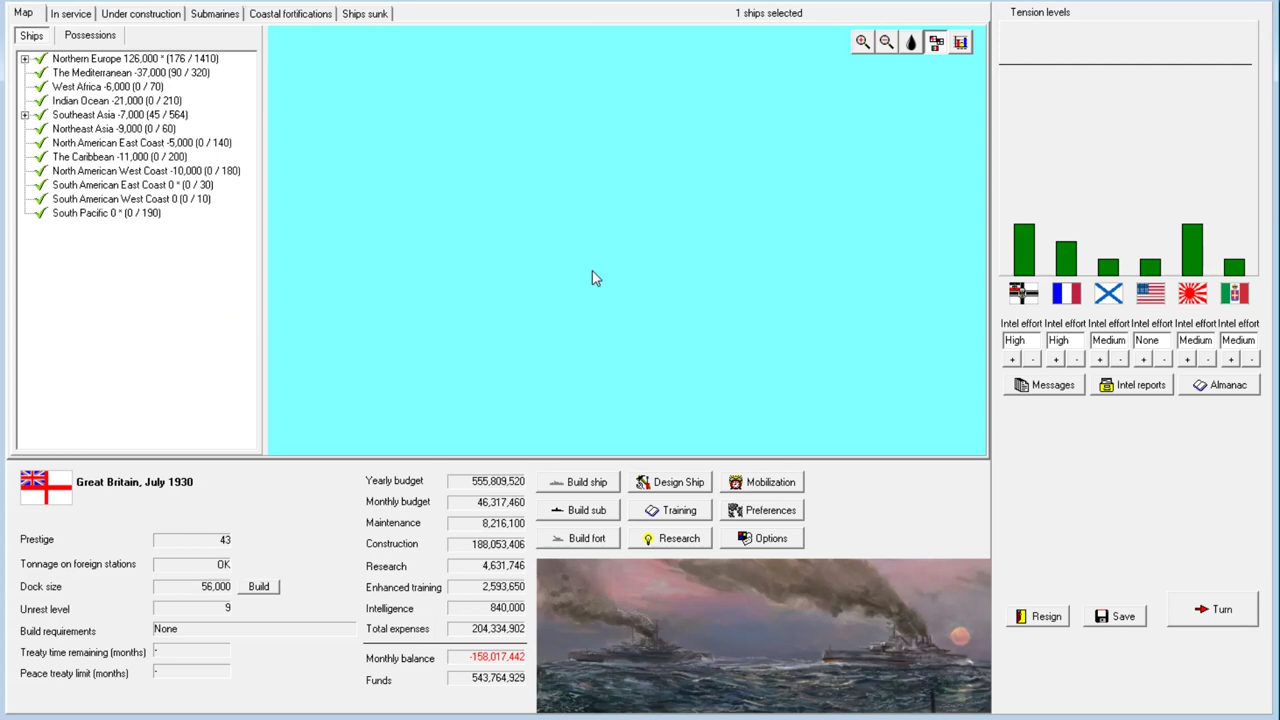 Map
In service
Under construction
Submarines
Coastal fortifications
Ships sunk
1 ships selected
Tension levels
Ships
Possessions
Northern Europe 126,000 * (176 / 1410)
The Mediterranean -37,000 (90 / 320)
West Africa -6,000 (0 / 70)
Indian Ocean -21,000 (0 / 210)
Southeast Asia -7,000 (45 / 564)
Northeast Asia -9,000 (0 / 60)
North American East Coast -5,000 (0 / 140)
The Caribbean -11,000 (0 / 200)
North American West Coast -10,000 (0 / 180)
South American East Coast 0 * (0 / 30)
South American West Coast 0 (0 / 10)
South Pacific 0 * (0 / 190)
Intel effort Intel effort Intel effort Intel effort Intel effort Intel effort
High High Medium None Medium Medium
+ - + - + - + - + - + -
Messages
Intel reports
Almanac
Great Britain, July 1930
Prestige 43
Tonnage on foreign stations OK
Dock size 56,000 Build
Unrest level 9
Build requirements None
Treaty time remaining (months) -
Peace treaty limit (months) -
Yearly budget 555,809,520
Monthly budget 46,317,460
Maintenance 8,216,100
Construction 188,053,406
Research 4,631,746
Enhanced training 2,593,650
Intelligence 840,000
Total expenses 204,334,902
Monthly balance -158,017,442
Funds 543,764,929
Build ship
Design Ship
Mobilization
Build sub
Training
Preferences
Build fort
Research
Options
Resign
Save
Turn